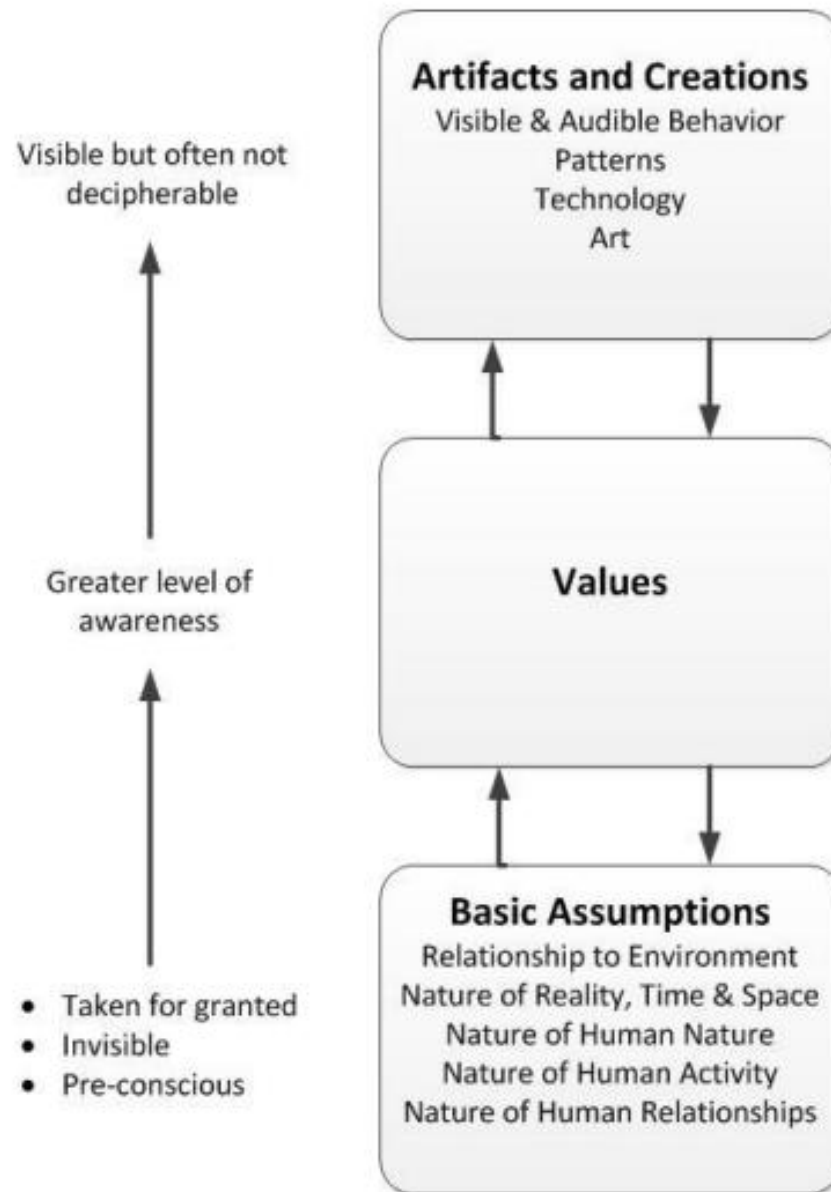 Artifacts and Creations
Visible & Audible Behavior
Patterns
Technology
Art
Visible but often not
decipherable
Values
Greater level of
awareness
Basic Assumptions
Relationship to Environment
Nature of Reality, Time & Space
Nature of Human Nature
Nature of Human Activity
Nature of Human Relationships
• Taken for granted
• Invisible
• Pre-conscious